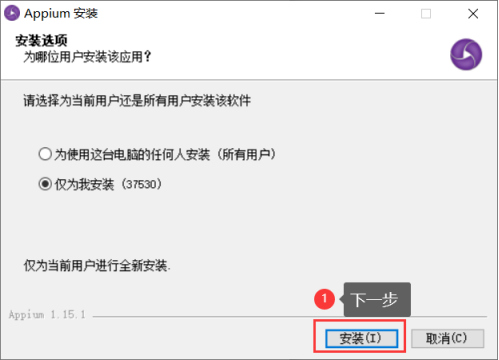 Appium 安装
安装选项
为哪位用户安装该应用？
请选择为当前用户还是所有用户安装该软件
为使用这台电脑的任何人安装（所有用户）
仅为我安装（37530）
仅为当前用户进行全新安装.
1 下一步
Appium 1.15.1
安装(I) 取消(C)